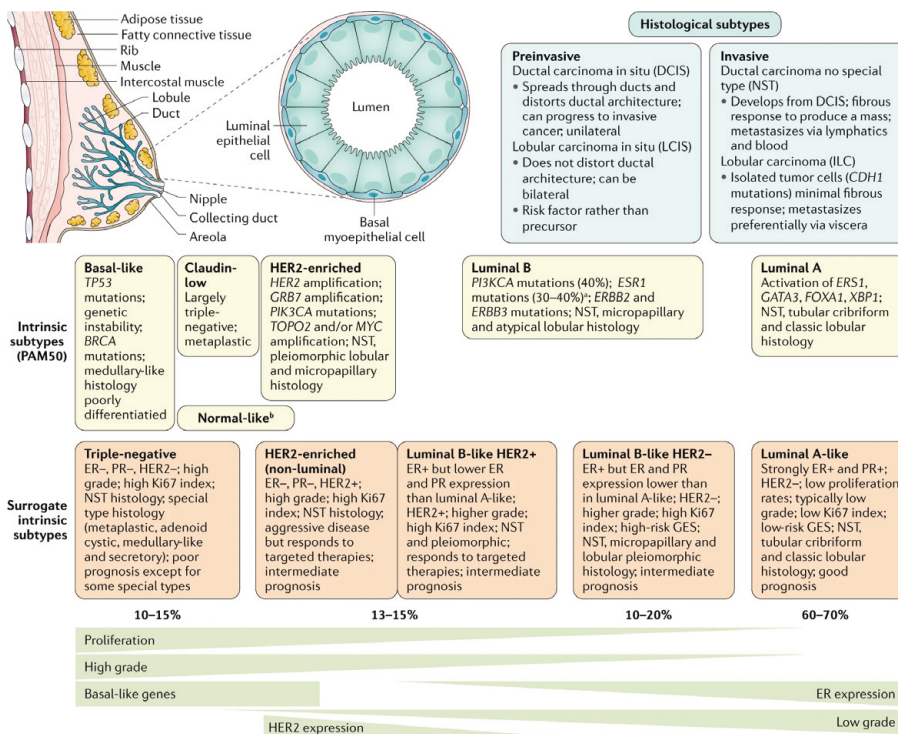 Adipose tissue
Fatty connective tissue
Rib
Muscle
Intercostal muscle
Lobule
Duct
Nipple
Collecting duct
Areola
Lumen
Luminal
epithelial
cell
Basal
myoepithelial cell
Histological subtypes
Preinvasive
Ductal carcinoma in situ (DCIS)
• Spreads through ducts and
distorts ductal architecture;
can progress to invasive
cancer; unilateral
Lobular carcinoma in situ (LCIS)
• Does not distort ductal
architecture; can be
bilateral
• Risk factor rather than
precursor
Invasive
Ductal carcinoma no special
type (NST)
• Develops from DCIS; fibrous
response to produce a mass;
metastasizes via lymphatics
and blood
Lobular carcinoma (ILC)
• Isolated tumor cells (CDH1
mutations) minimal fibrous
response; metastasizes
preferentially via viscera
Intrinsic
subtypes
(PAM50)
Basal-like
TP53
mutations;
genetic
instability;
BRCA
mutations;
medullary-like
histology
poorly
differentiatied
Claudin-
low
Largely
triple-
negative;
metaplastic
HER2-enriched
HER2 amplification;
GRB7 amplification;
PIK3CA mutations;
TOPO2 and/or MYC
amplification; NST,
pleiomorphic lobular
and micropapillary
histology
Normal-likeᵇ
Luminal B
PI3KCA mutations (40%); ESR1
mutations (30–40%)ᵃ; ERBB2 and
ERBB3 mutations; NST, micropapillary
and atypical lobular histology
Luminal A
Activation of ERS1,
GATA3, FOXA1, XBP1;
NST, tubular cribriform
and classic lobular
histology
Surrogate
intrinsic
subtypes
Triple-negative
ER–, PR–, HER2–; high
grade; high Ki67 index;
NST histology; special
type histology
(metaplastic, adenoid
cystic, medullary-like
and secretory); poor
prognosis except for
some special types
HER2-enriched
(non-luminal)
ER–, PR–, HER2+;
high grade; high Ki67
index; NST histology;
aggressive disease
but responds to
targeted therapies;
intermediate
prognosis
Luminal B-like HER2+
ER+ but lower ER
and PR expression
than luminal A-like;
HER2+; higher grade;
high Ki67 index; NST
and pleiomorphic;
responds to targeted
therapies; intermediate
prognosis
Luminal B-like HER2–
ER+ but ER and PR
expression lower than
in luminal A-like; HER2–;
higher grade; high Ki67
index; high-risk GES;
NST, micropapillary and
lobular pleiomorphic
histology; intermediate
prognosis
Luminal A-like
Strongly ER+ and PR+;
HER2–; low proliferation
rates; typically low
grade; low Ki67 index;
low-risk GES; NST,
tubular cribriform
and classic lobular
histology; good
prognosis
10–15%
13–15%
10–20%
60–70%
Proliferation
High grade
Basal-like genes
ER expression
HER2 expression
Low grade